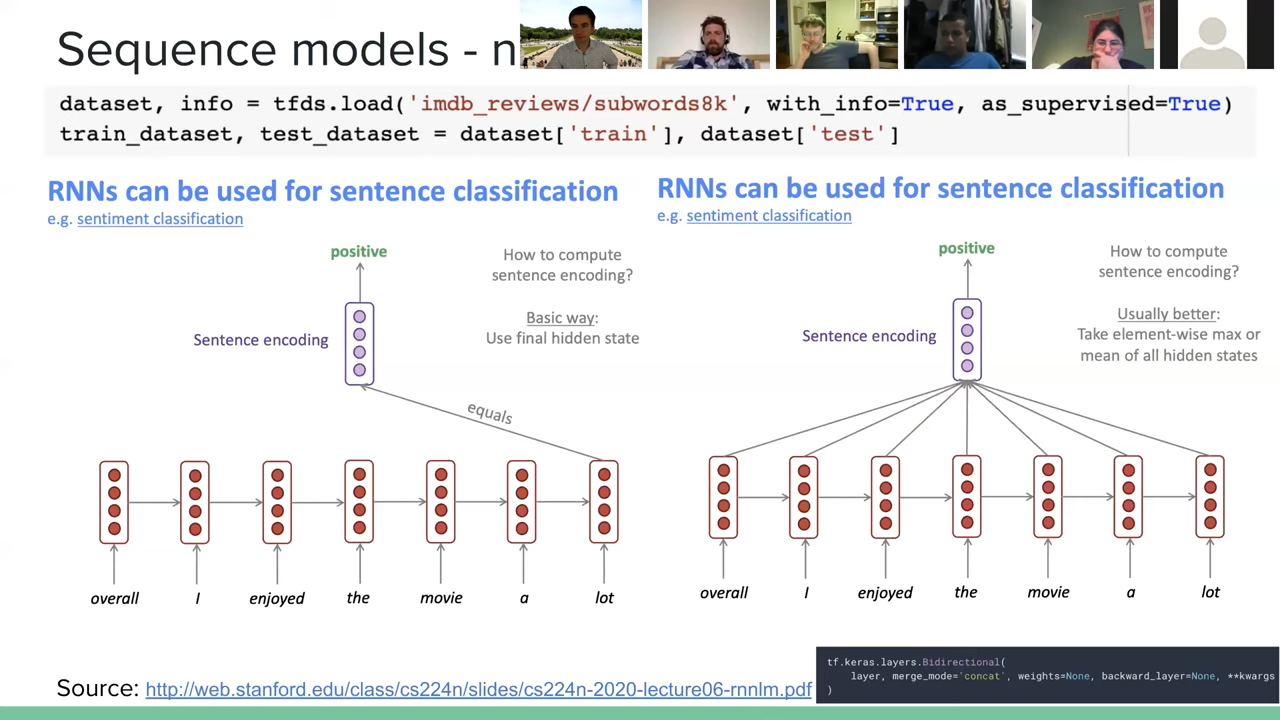 Sequence models - n
dataset, info = tfds.load('imdb_reviews/subwords8k', with_info=True, as_supervised=True)
train_dataset, test_dataset = dataset['train'], dataset['test']
RNNs can be used for sentence classification
e.g. sentiment classification
positive
How to compute
sentence encoding?
Basic way:
Use final hidden state
Sentence encoding
equals
overall I enjoyed the movie a lot
RNNs can be used for sentence classification
e.g. sentiment classification
positive
How to compute
sentence encoding?
Usually better:
Take element-wise max or
mean of all hidden states
Sentence encoding
overall I enjoyed the movie a lot
Source: http://web.stanford.edu/class/cs224n/slides/cs224n-2020-lecture06-rnnlm.pdf
tf.keras.layers.Bidirectional(
layer, merge_mode='concat', weights=None, backward_layer=None, **kwargs
)